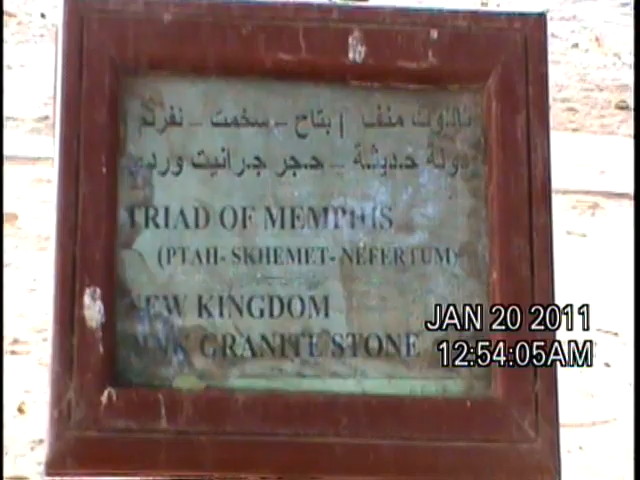 ثالوث منف ( بتاح - سخمت - نفرتم
دولة حديثة - حجر جرانيت وردى
TRIAD OF MEMPHIS
(PTAH- SKHEMET- NEFERTUM)
NEW KINGDOM
GRANITE STONE
JAN 20 2011
12:54:05AM